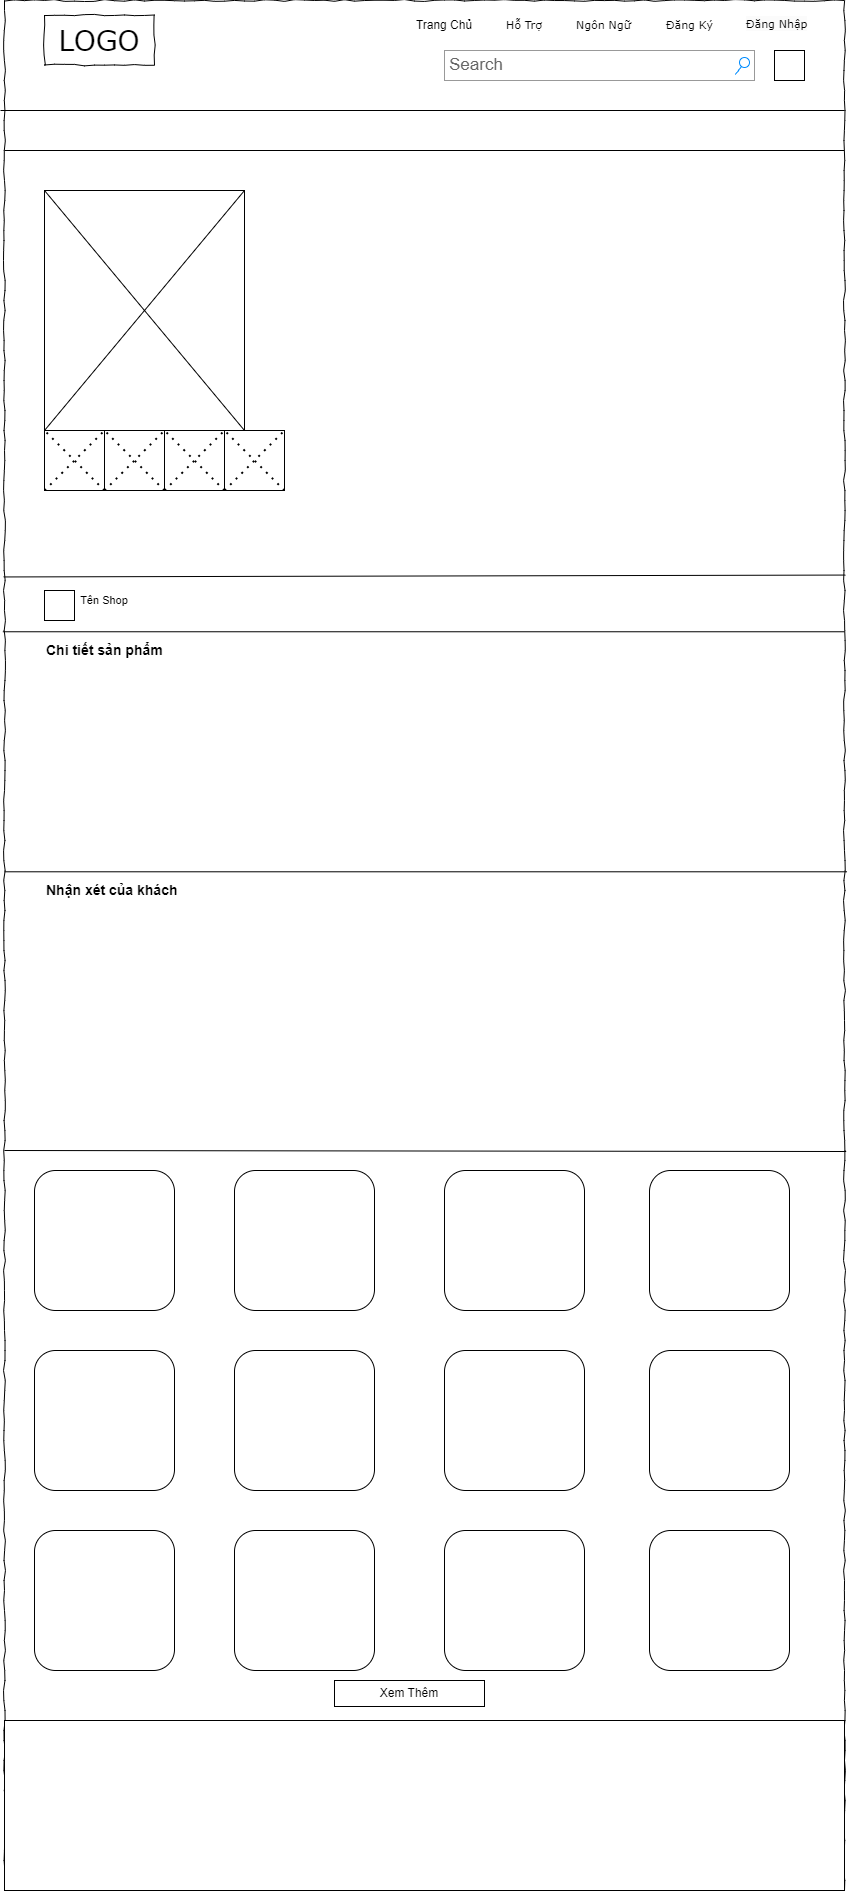 LOGO
Trang Chủ
Hỗ Trợ
Ngôn Ngữ
Đăng Ký
Đăng Nhập
Search
Tên Shop
Chi tiết sản phẩm
Nhận xét của khách
Xem Thêm